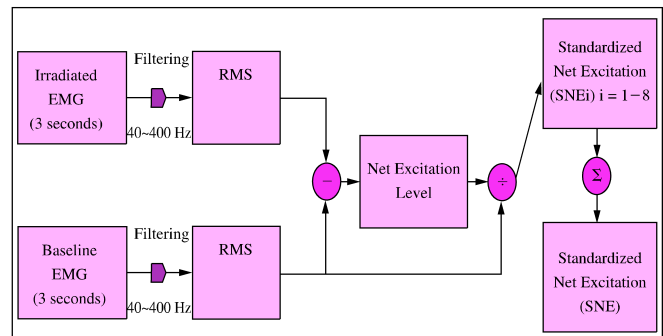 Irradiated
EMG
(3 seconds)
Filtering
40~400 Hz
RMS
Baseline
EMG
(3 seconds)
Filtering
40~400 Hz
RMS
−
Net Excitation
Level
÷
Standardized
Net Excitation
(SNEi) i = 1−8
Σ
Standardized
Net Excitation
(SNE)